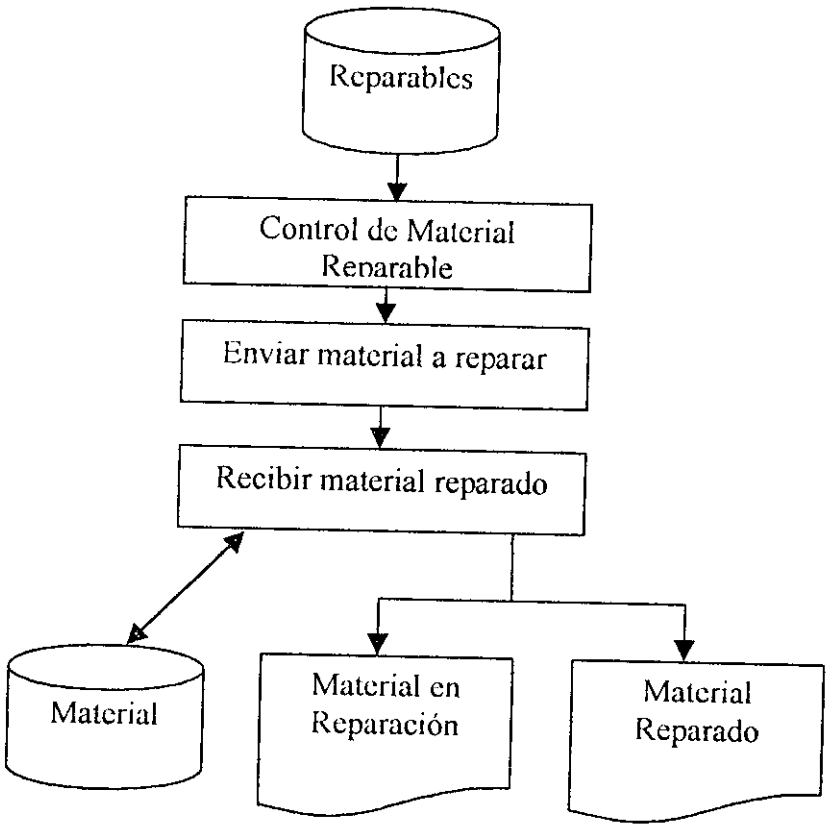 Reparables
Control de Material
Reparable
Enviar material a reparar
Recibir material reparado
Material
Material en
Reparación
Material
Reparado